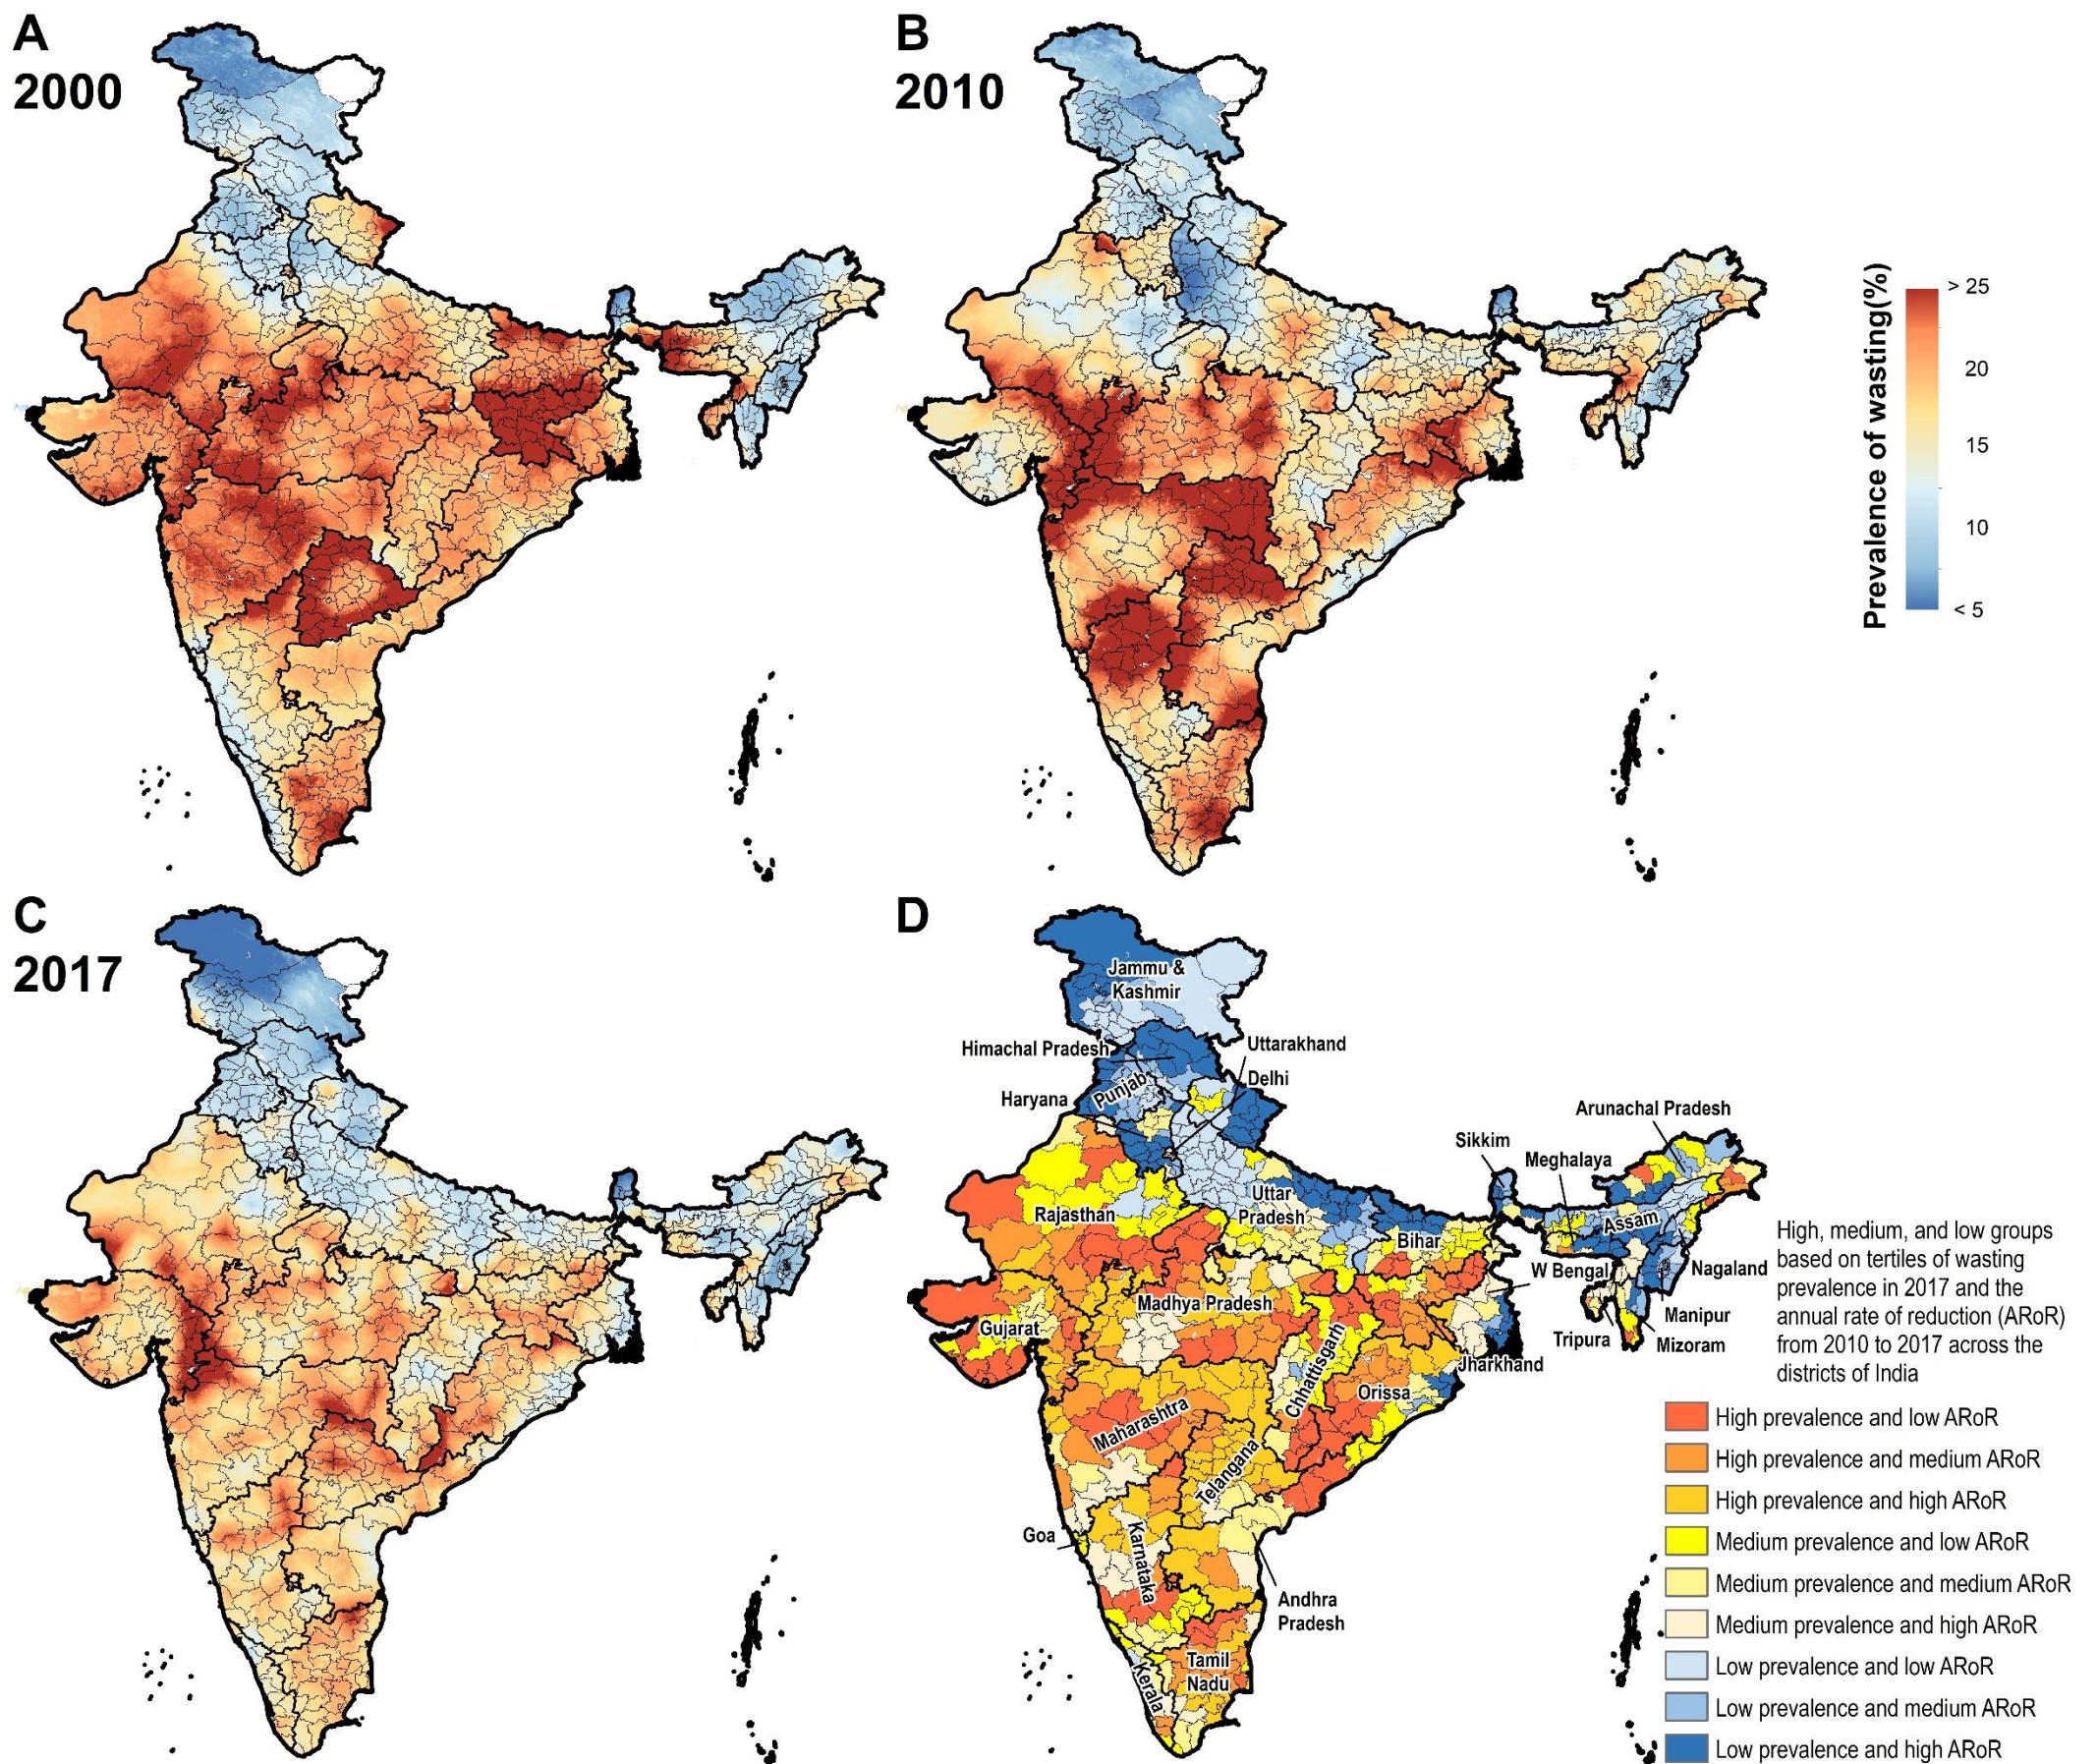 A
2000
B
2010
Prevalence of wasting(%)
> 25
20
15
10
< 5
C
2017
D
Jammu &
Kashmir
Himachal Pradesh
Uttarakhand
Punjab
Delhi
Haryana
Arunachal Pradesh
Sikkim
Meghalaya
Rajasthan
Uttar
Pradesh
Bihar
Assam
W Bengal
Nagaland
Madhya Pradesh
Gujarat
Manipur
Tripura
Mizoram
Jharkhand
Chhattisgarh
Orissa
Maharashtra
Telangana
Goa
Karnataka
Andhra
Pradesh
Tamil
Nadu
Kerala
High, medium, and low groups
based on tertiles of wasting
prevalence in 2017 and the
annual rate of reduction (ARoR)
from 2010 to 2017 across the
districts of India
High prevalence and low ARoR
High prevalence and medium ARoR
High prevalence and high ARoR
Medium prevalence and low ARoR
Medium prevalence and medium ARoR
Medium prevalence and high ARoR
Low prevalence and low ARoR
Low prevalence and medium ARoR
Low prevalence and high ARoR